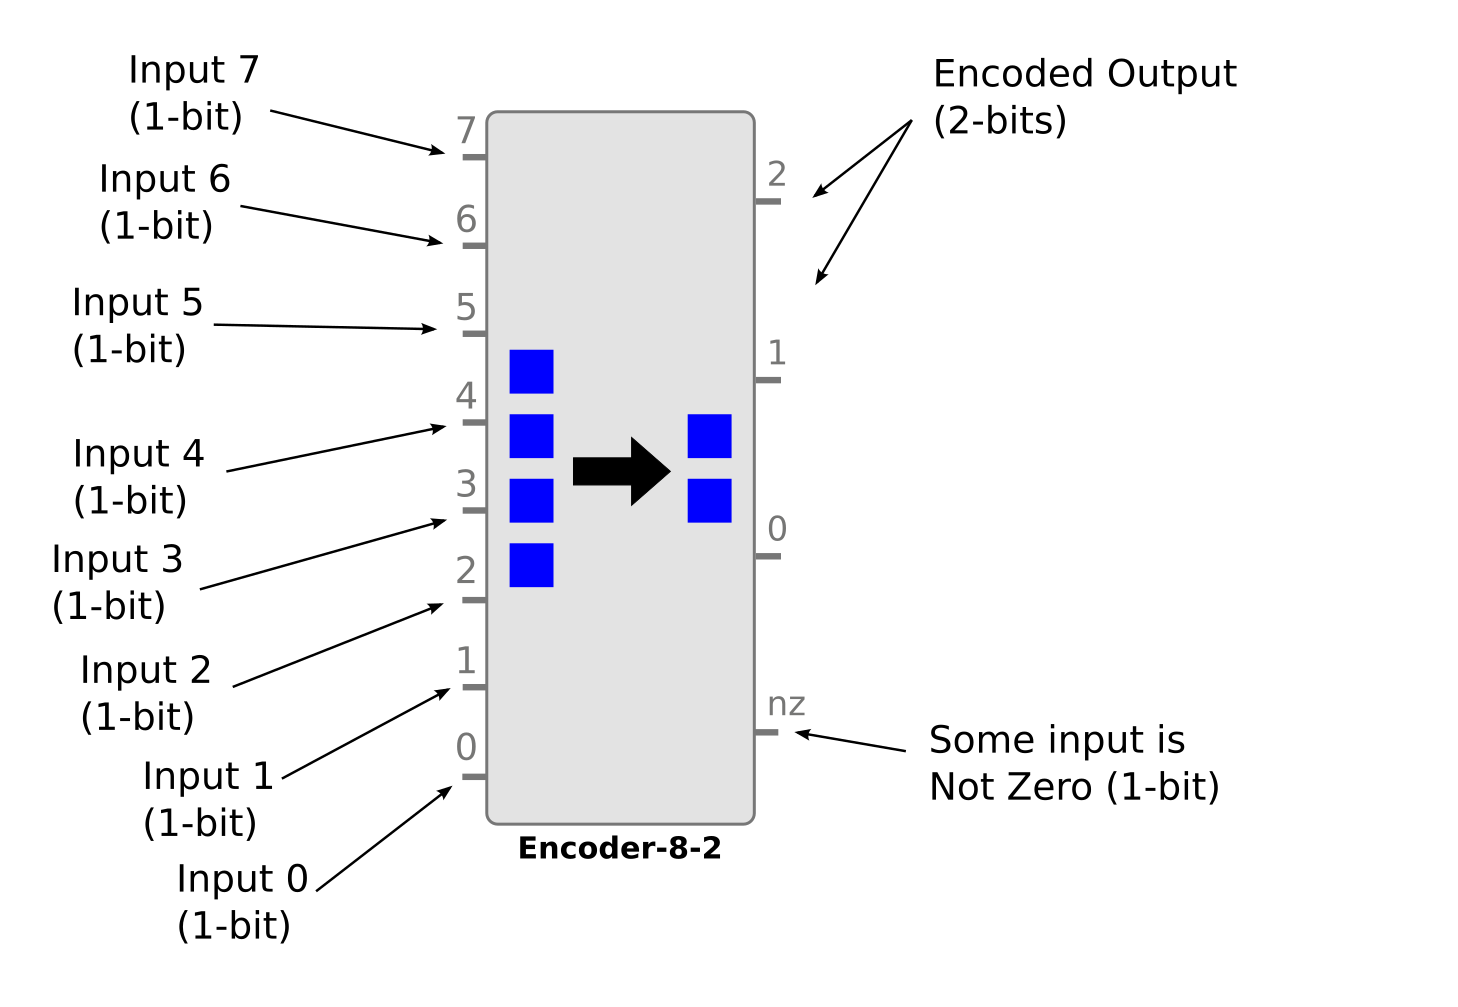 Input 7
(1-bit)
Input 6
(1-bit)
Input 5
(1-bit)
Input 4
(1-bit)
Input 3
(1-bit)
Input 2
(1-bit)
Input 1
(1-bit)
Input 0
(1-bit)
7
6
5
4
3
2
1
0
2
1
0
nz
Encoder-8-2
Encoded Output
(2-bits)
Some input is
Not Zero (1-bit)